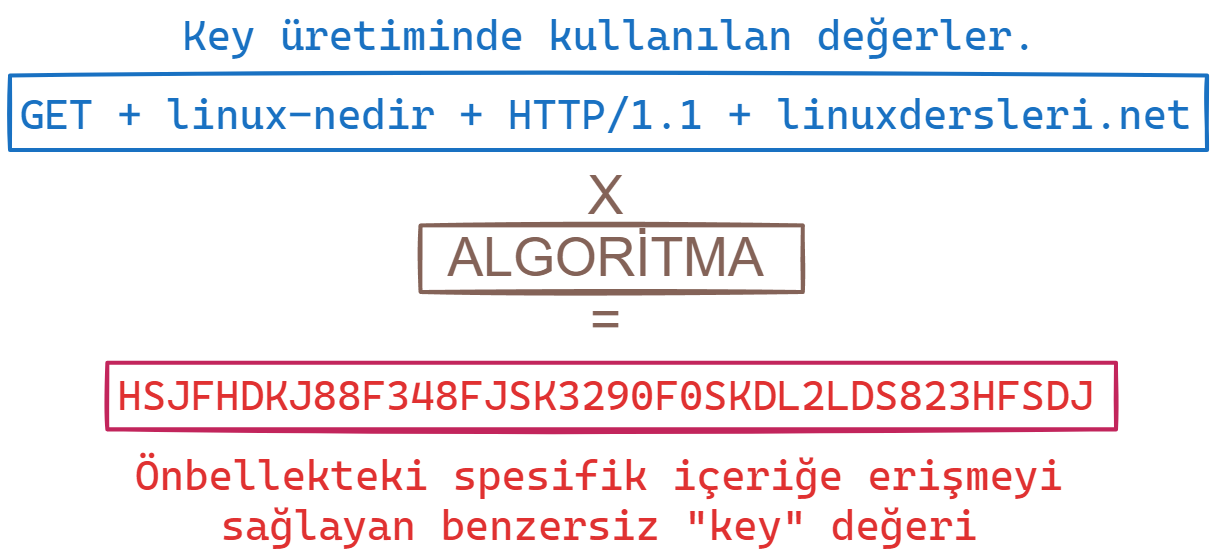 Key üretiminde kullanılan değerler.
GET + linux-nedir + HTTP/1.1 + linuxdersleri.net
X
ALGORİTMA
=
HSJFHDKJ88F348FJSK3290F0SKDL2LDS823HFSDJ
Önbellekteki spesifik içeriğe erişmeyi
sağlayan benzersiz "key" değeri